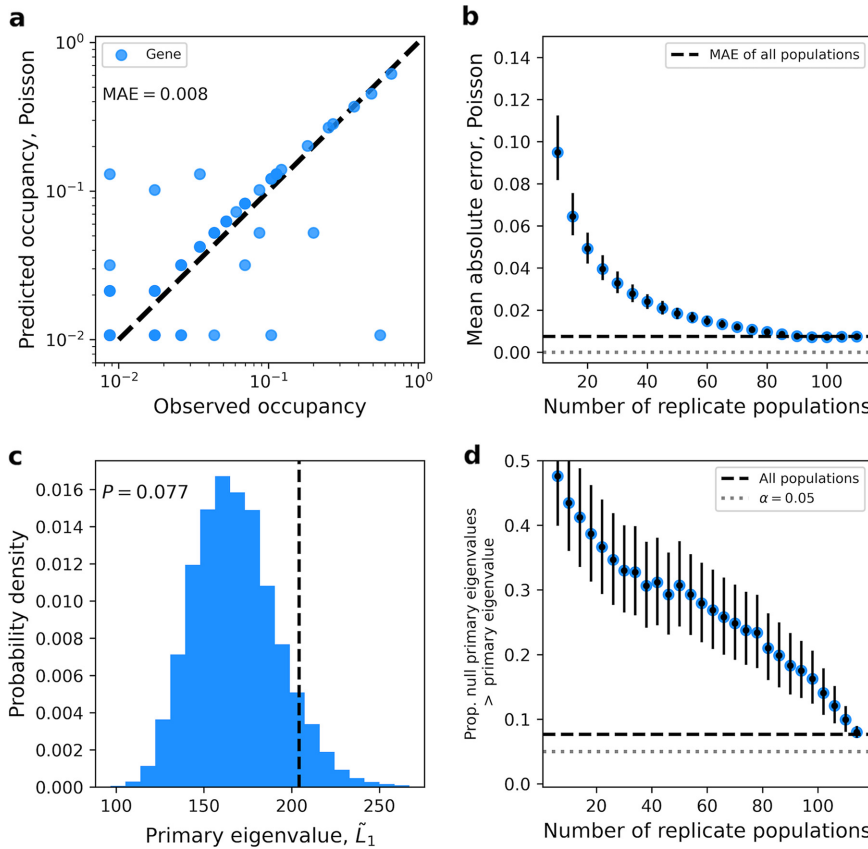 a
Gene
MAE = 0.008
10⁰
10⁻¹
10⁻²
Predicted occupancy, Poisson
10⁻²
10⁻¹
10⁰
Observed occupancy
b
MAE of all populations
0.14
0.12
0.10
0.08
0.06
0.04
0.02
0.00
Mean absolute error, Poisson
20
40
60
80
100
Number of replicate populations
c
P = 0.077
0.016
0.014
0.012
0.010
0.008
0.006
0.004
0.002
0.000
Probability density
100
150
200
250
Primary eigenvalue, L̃₁
d
All populations
α = 0.05
0.5
0.4
0.3
0.2
0.1
0.0
Prop. null primary eigenvalues
> primary eigenvalue
20
40
60
80
100
Number of replicate populations